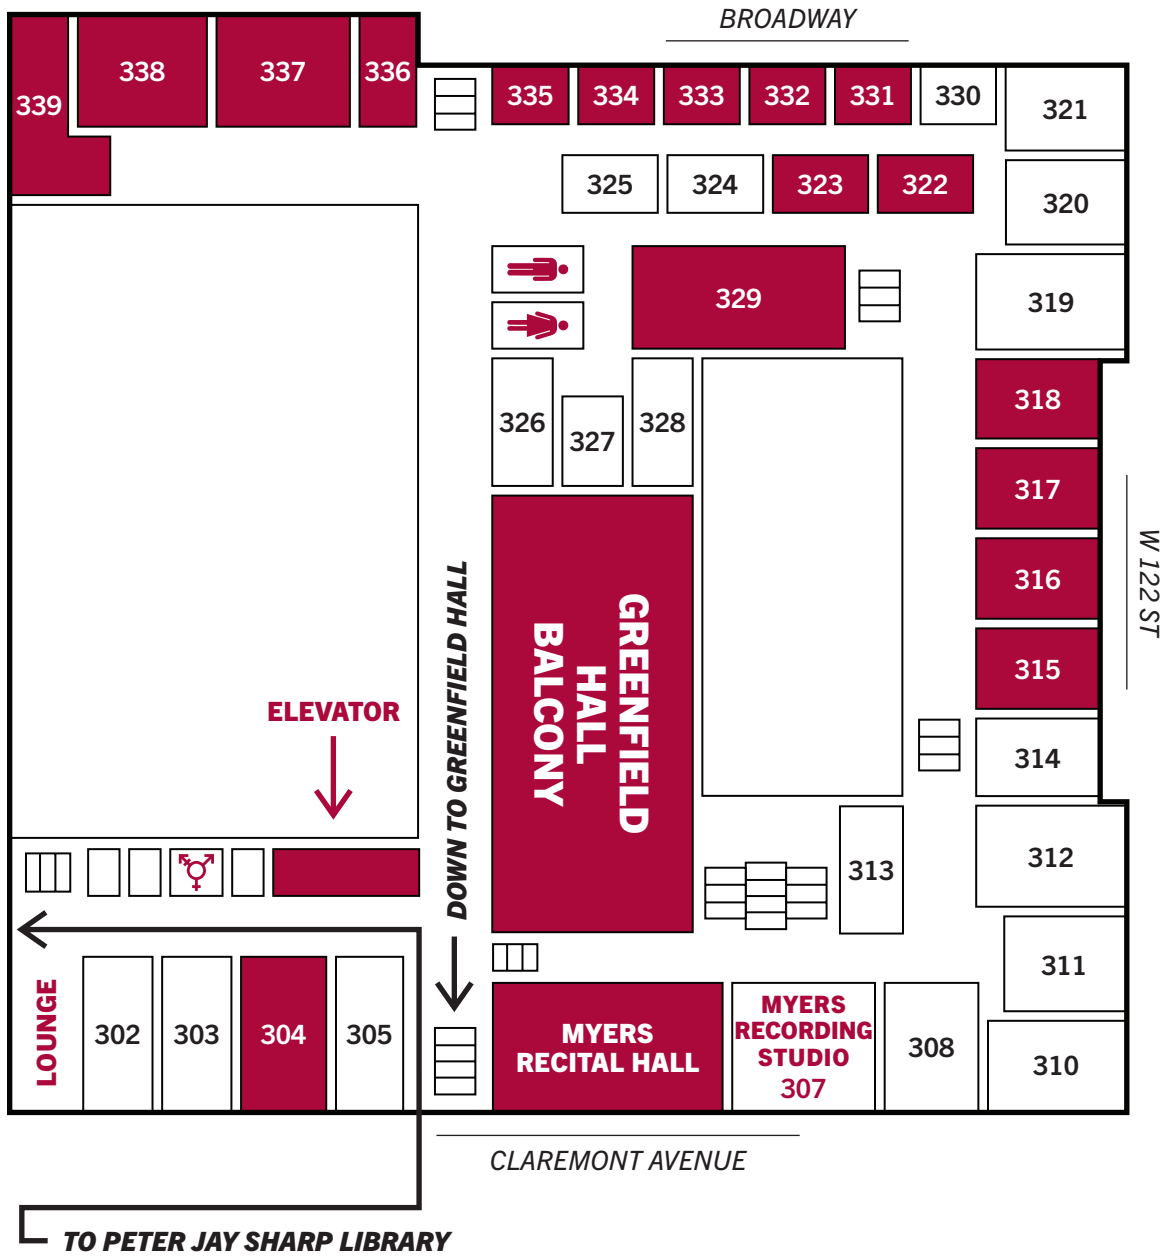 BROADWAY
339
338
337
336
335
334
333
332
331
330
321
325
324
323
322
320
329
319
326
327
328
318
317
316
315
314
W 122 ST
GREENFIELD
HALL
BALCONY
DOWN TO GREENFIELD HALL
ELEVATOR
313
312
311
LOUNGE
302
303
304
305
MYERS
RECITAL HALL
MYERS
RECORDING
STUDIO
307
308
310
CLAREMONT AVENUE
TO PETER JAY SHARP LIBRARY